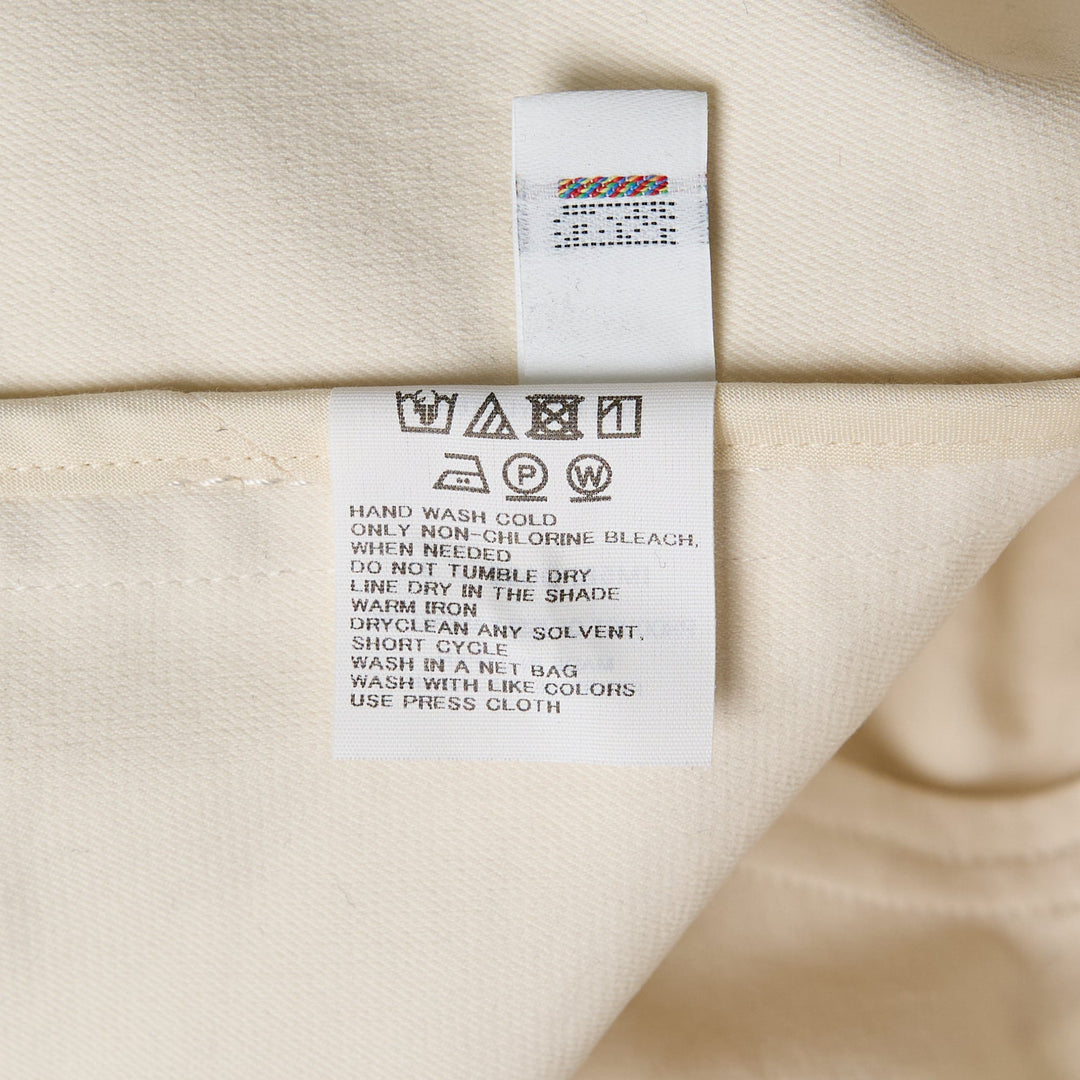 P W
HAND WASH COLD
ONLY NON-CHLORINE BLEACH,
WHEN NEEDED
DO NOT TUMBLE DRY
LINE DRY IN THE SHADE
WARM IRON
DRYCLEAN ANY SOLVENT,
SHORT CYCLE
WASH IN A NET BAG
WASH WITH LIKE COLORS
USE PRESS CLOTH